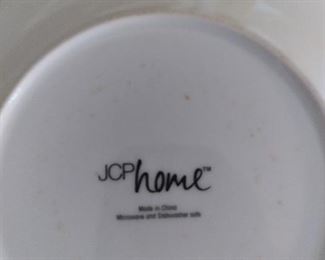 JCPhome™
Made in China
Microwave and Dishwasher safe